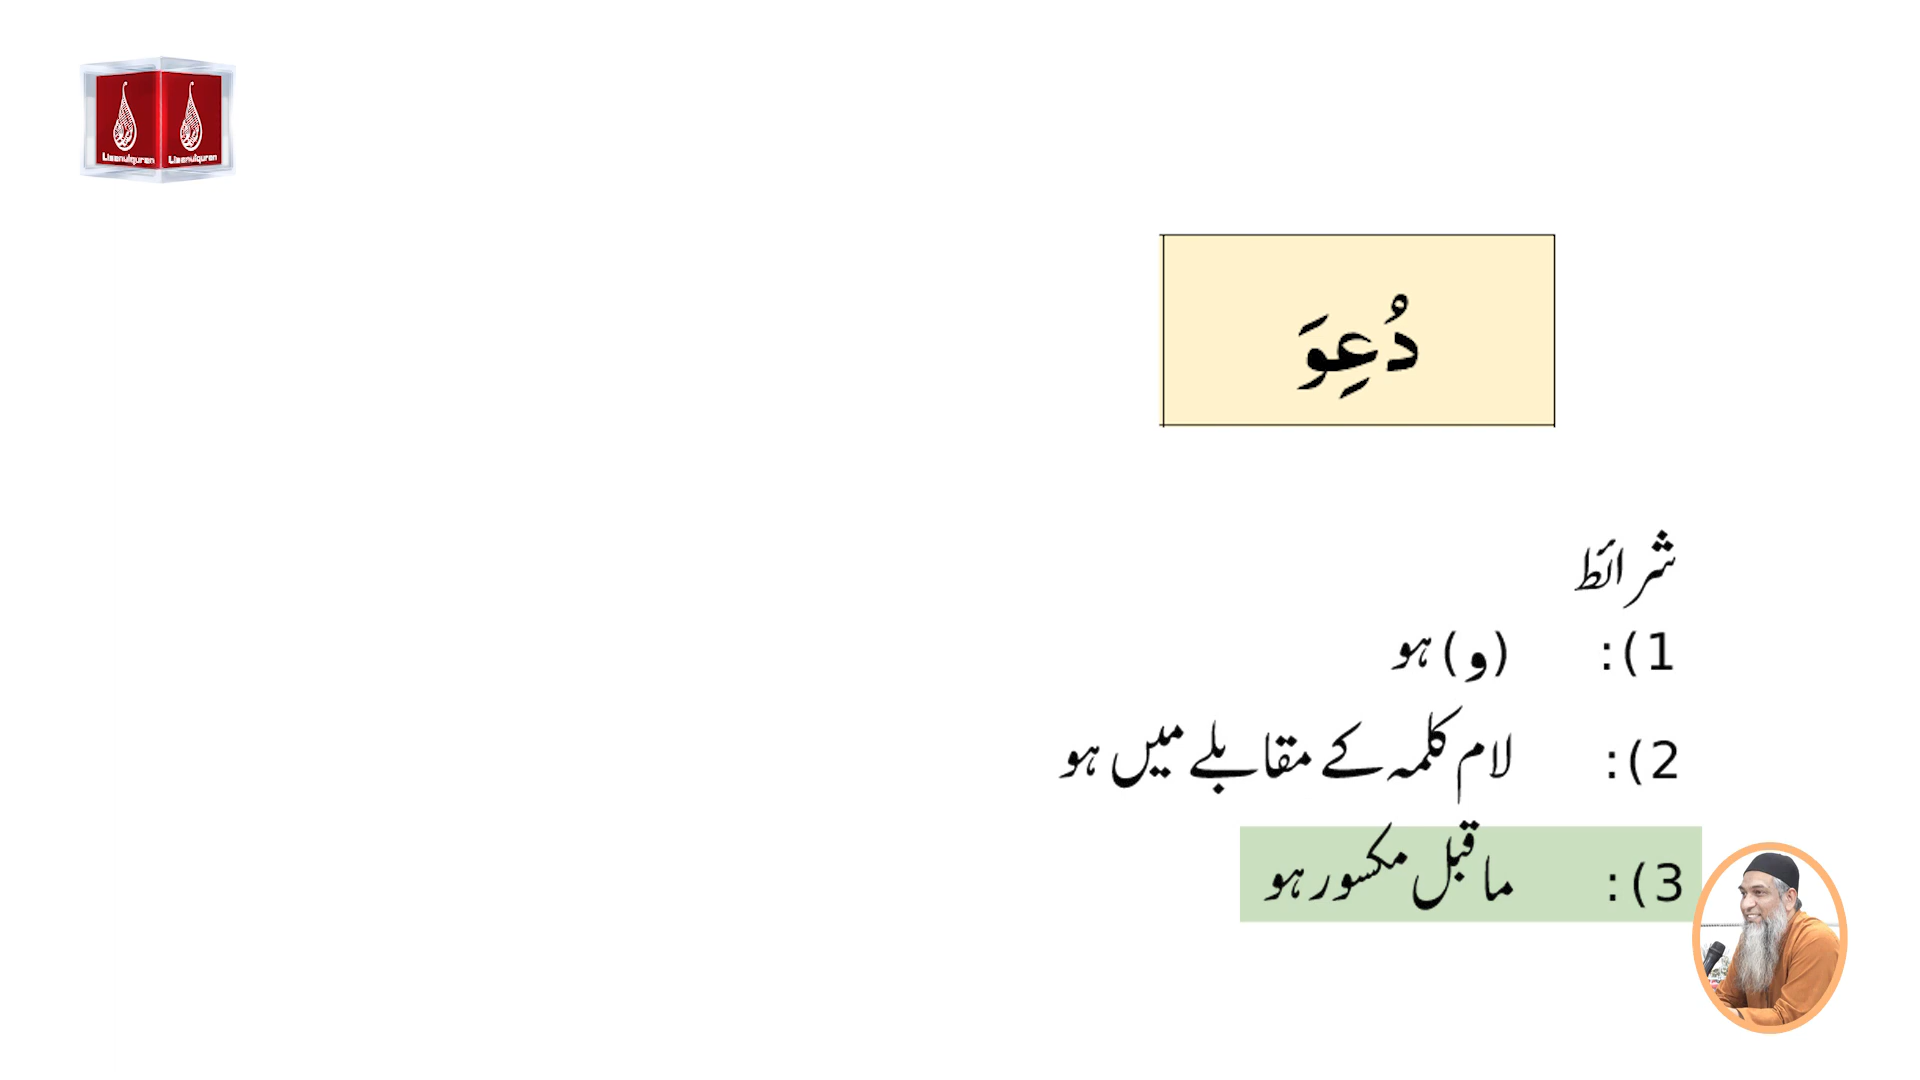 Lisanulquran Lisanulquran
دُعِوَ
شرائط
1): (و) ہو
2): لام کلمہ کے مقابلے میں ہو
3): ما قبل مکسور ہو